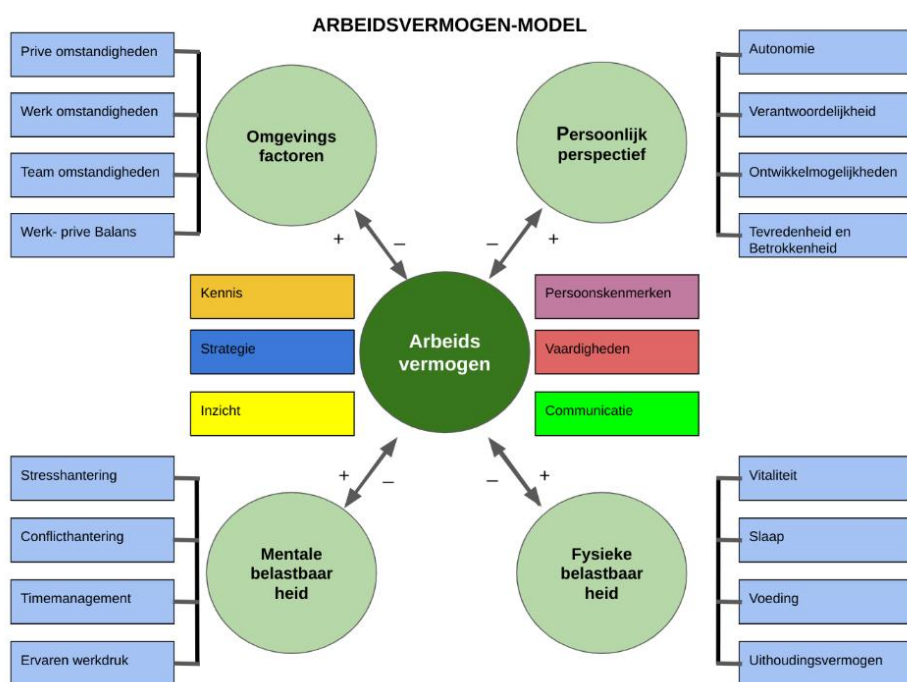 ARBEIDSVERMOGEN-MODEL
Prive omstandigheden
Werk omstandigheden
Team omstandigheden
Werk- prive Balans
Omgevings
factoren
Persoonlijk
perspectief
Autonomie
Verantwoordelijkheid
Ontwikkelmogelijkheden
Tevredenheid en
Betrokkenheid
+
–
–
+
Kennis
Strategie
Inzicht
Arbeids
vermogen
Persoonskenmerken
Vaardigheden
Communicatie
+
–
–
+
Stresshantering
Conflicthantering
Timemanagement
Ervaren werkdruk
Mentale
belastbaar
heid
Fysieke
belastbaar
heid
Vitaliteit
Slaap
Voeding
Uithoudingsvermogen